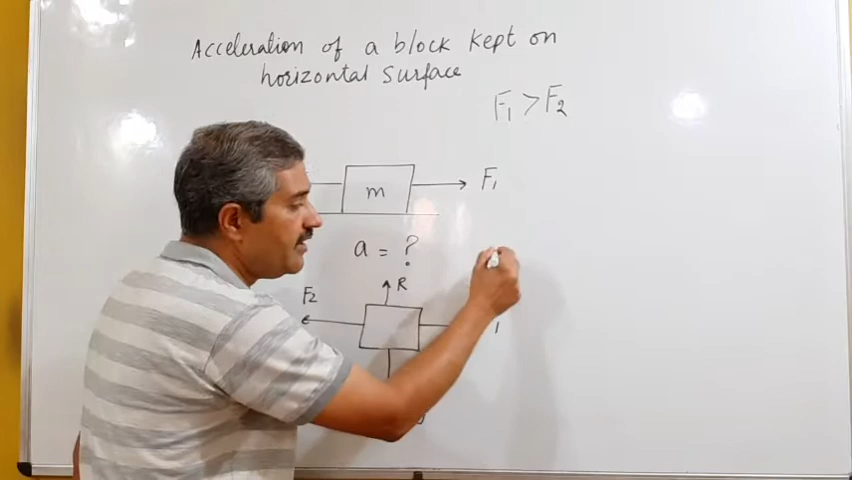 Acceleration of a block kept on
horizontal surface
F₁ > F₂
m
F₁
a = ?
R
F₂